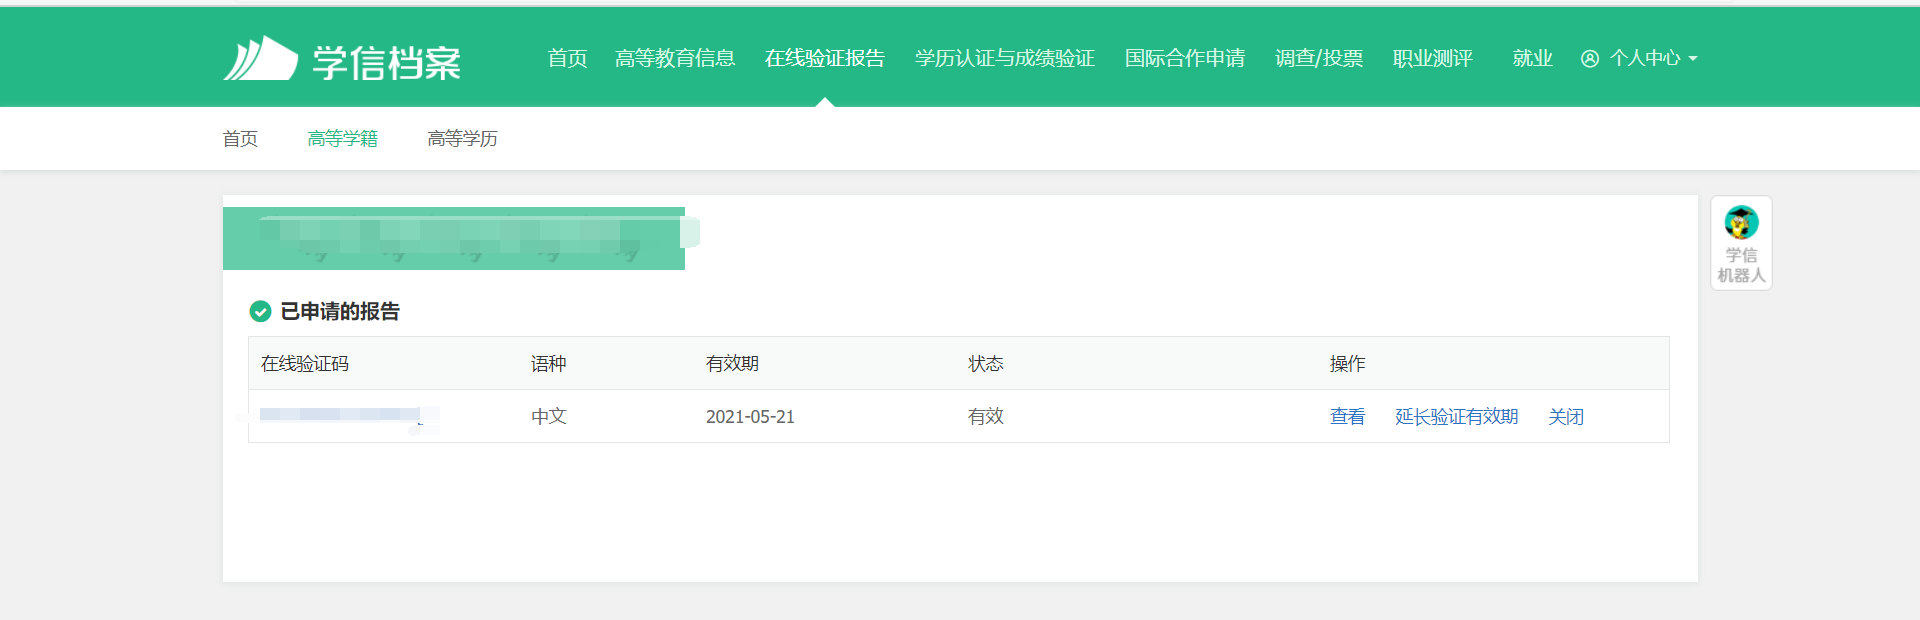 学信档案
首页 高等教育信息 在线验证报告 学历认证与成绩验证 国际合作申请 调查/投票 职业测评 就业 个人中心
首页 高等学籍 高等学历
学信
机器人
已申请的报告
在线验证码 语种 有效期 状态 操作
中文 2021-05-21 有效 查看 延长验证有效期 关闭